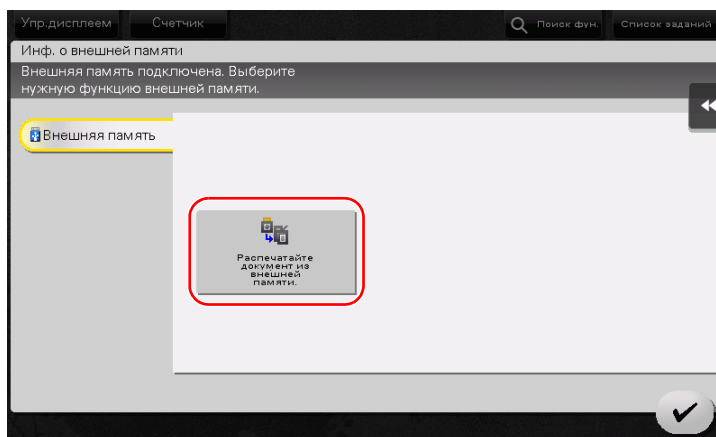 Упр.дисплеем Счетчик Поиск фун. Список заданий
Инф. о внешней памяти
Внешняя память подключена. Выберите
нужную функцию внешней памяти.
Внешняя память
Распечатайте
документ из
внешней
памяти.